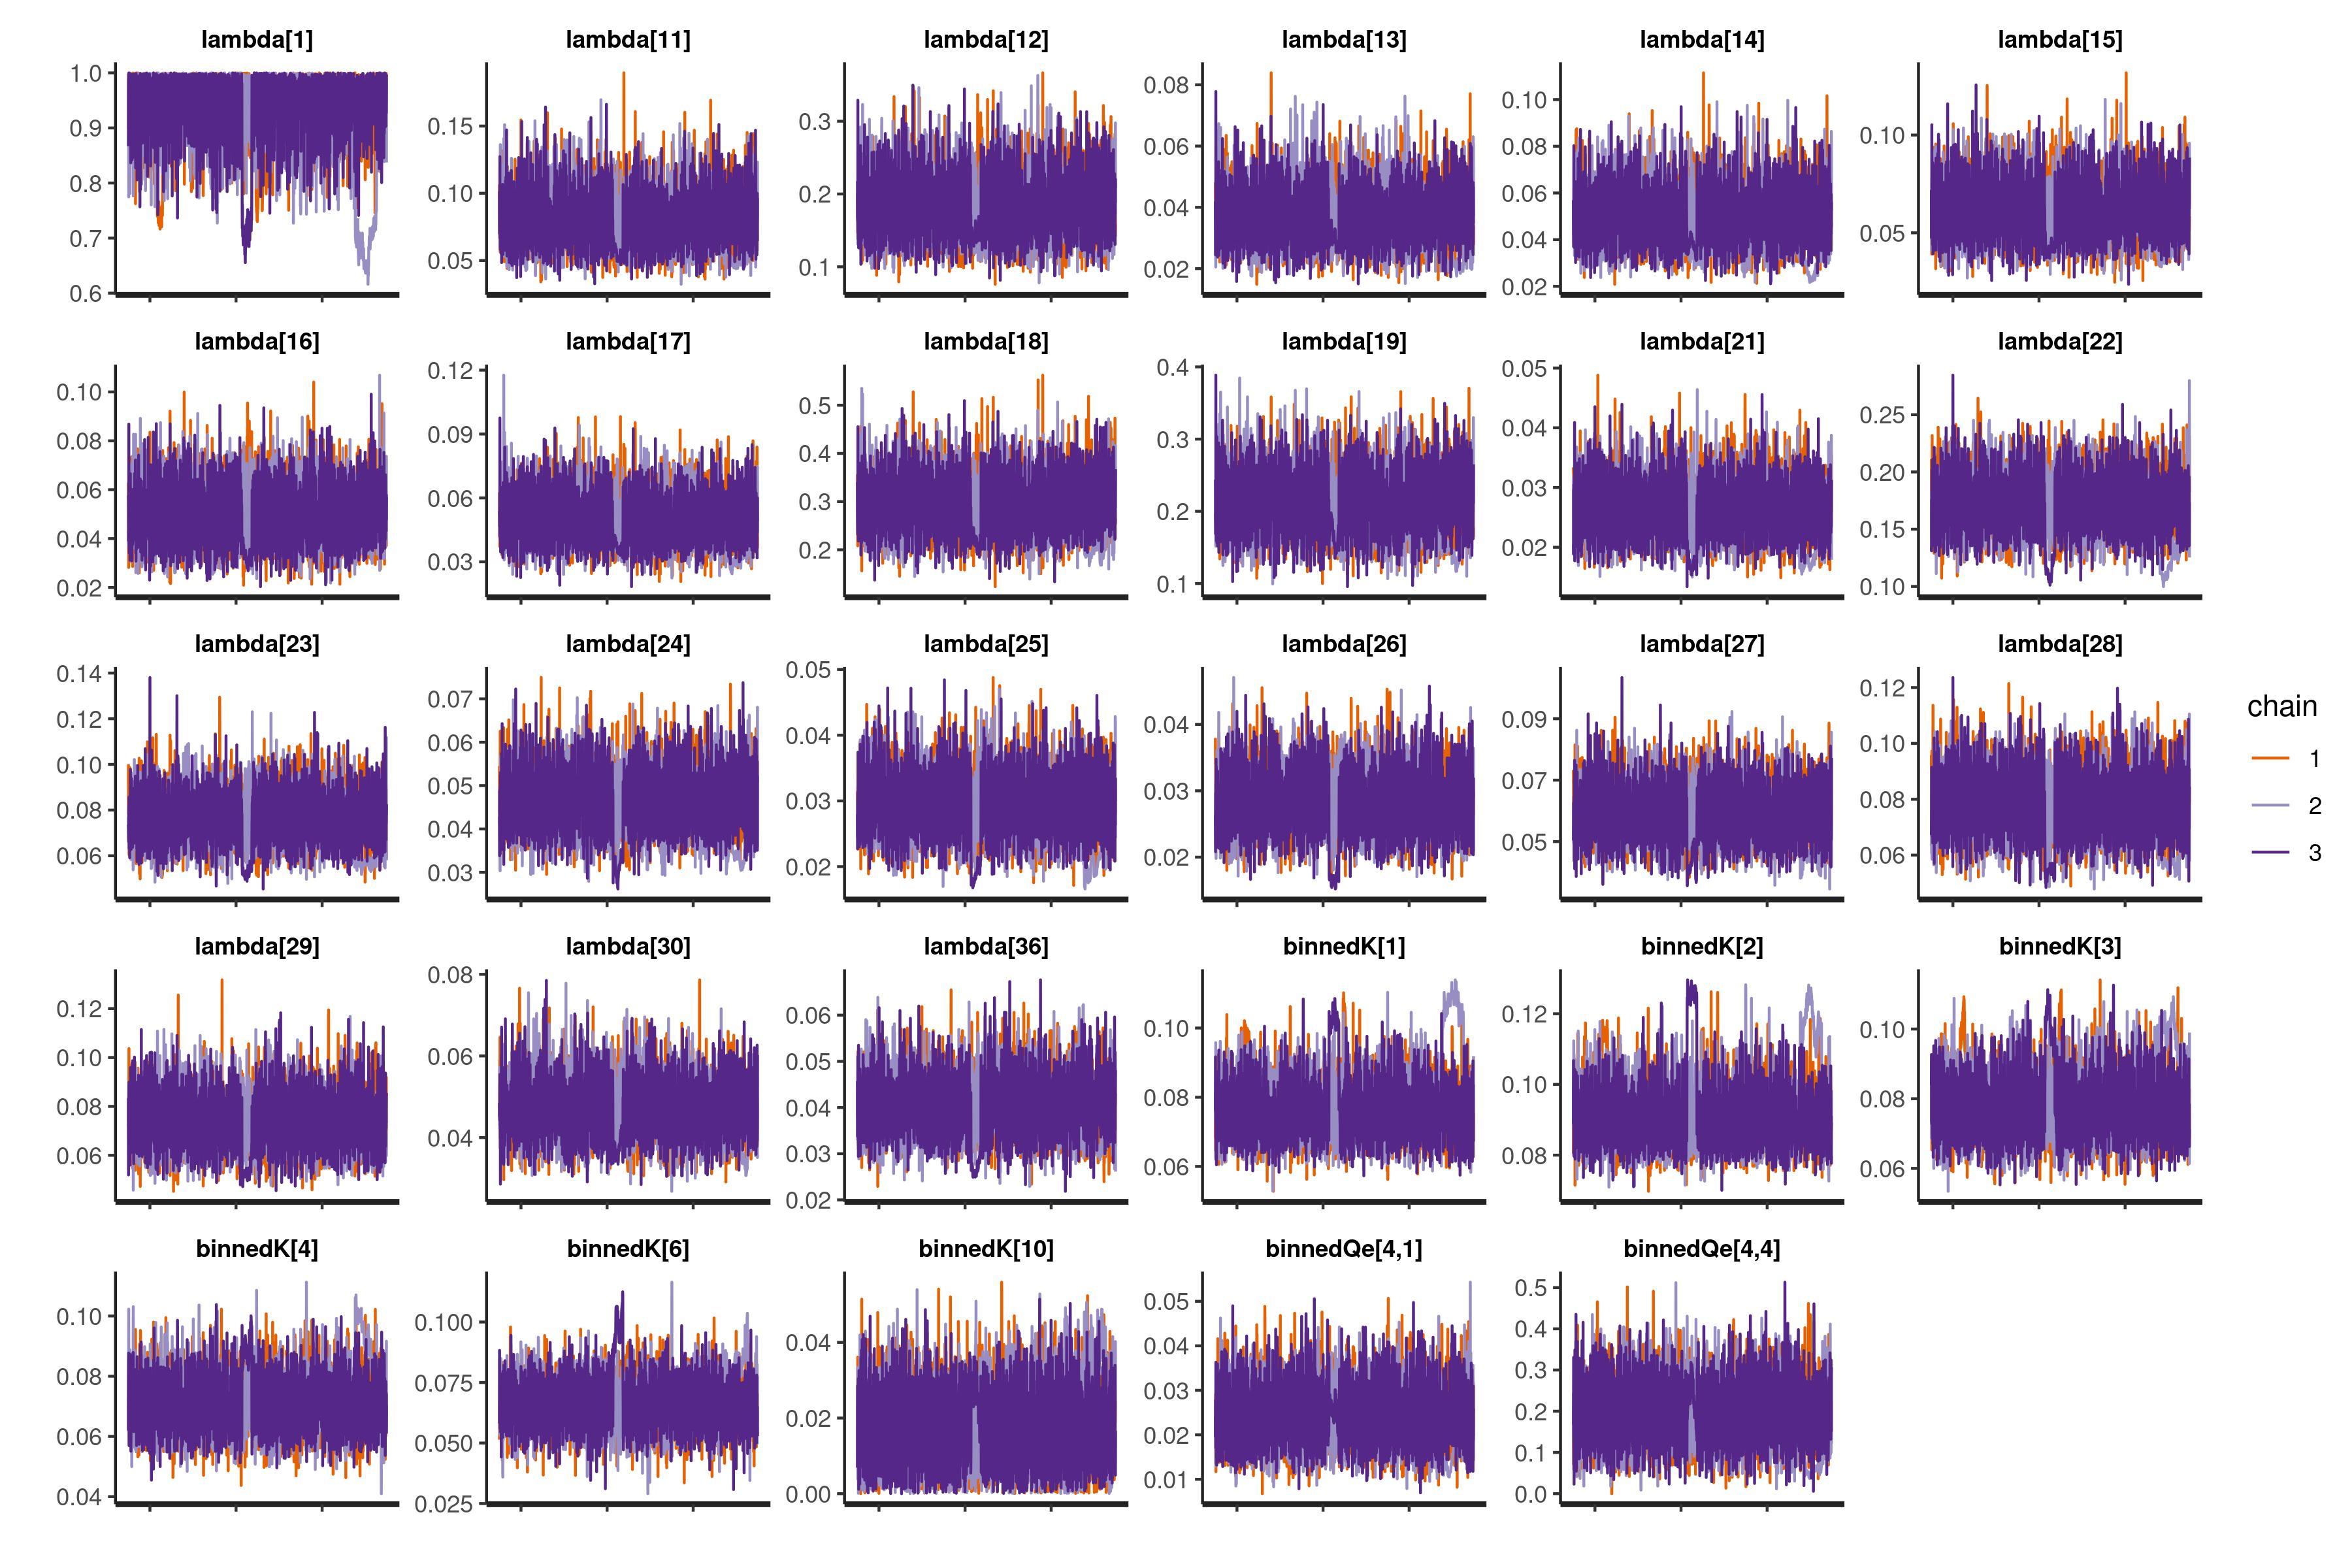 lambda[1] lambda[11] lambda[12] lambda[13] lambda[14] lambda[15]
1.0 0.9 0.8 0.7 0.6
0.15 0.10 0.05
0.3 0.2 0.1
0.08 0.06 0.04 0.02
0.10 0.08 0.06 0.04 0.02
0.10 0.05
lambda[16] lambda[17] lambda[18] lambda[19] lambda[21] lambda[22]
0.10 0.08 0.06 0.04 0.02
0.12 0.09 0.06 0.03
0.5 0.4 0.3 0.2
0.4 0.3 0.2 0.1
0.05 0.04 0.03 0.02
0.25 0.20 0.15 0.10
lambda[23] lambda[24] lambda[25] lambda[26] lambda[27] lambda[28]
0.14 0.12 0.10 0.08 0.06
0.07 0.06 0.05 0.04 0.03
0.05 0.04 0.03 0.02
0.04 0.03 0.02
0.09 0.07 0.05
0.12 0.10 0.08 0.06
chain
1
2
3
lambda[29] lambda[30] lambda[36] binnedK[1] binnedK[2] binnedK[3]
0.12 0.10 0.08 0.06
0.08 0.06 0.04
0.06 0.05 0.04 0.03 0.02
0.10 0.08 0.06
0.12 0.10 0.08
0.10 0.08 0.06
binnedK[4] binnedK[6] binnedK[10] binnedQe[4,1] binnedQe[4,4]
0.10 0.08 0.06 0.04
0.100 0.075 0.050 0.025
0.04 0.02 0.00
0.05 0.04 0.03 0.02 0.01
0.5 0.4 0.3 0.2 0.1 0.0